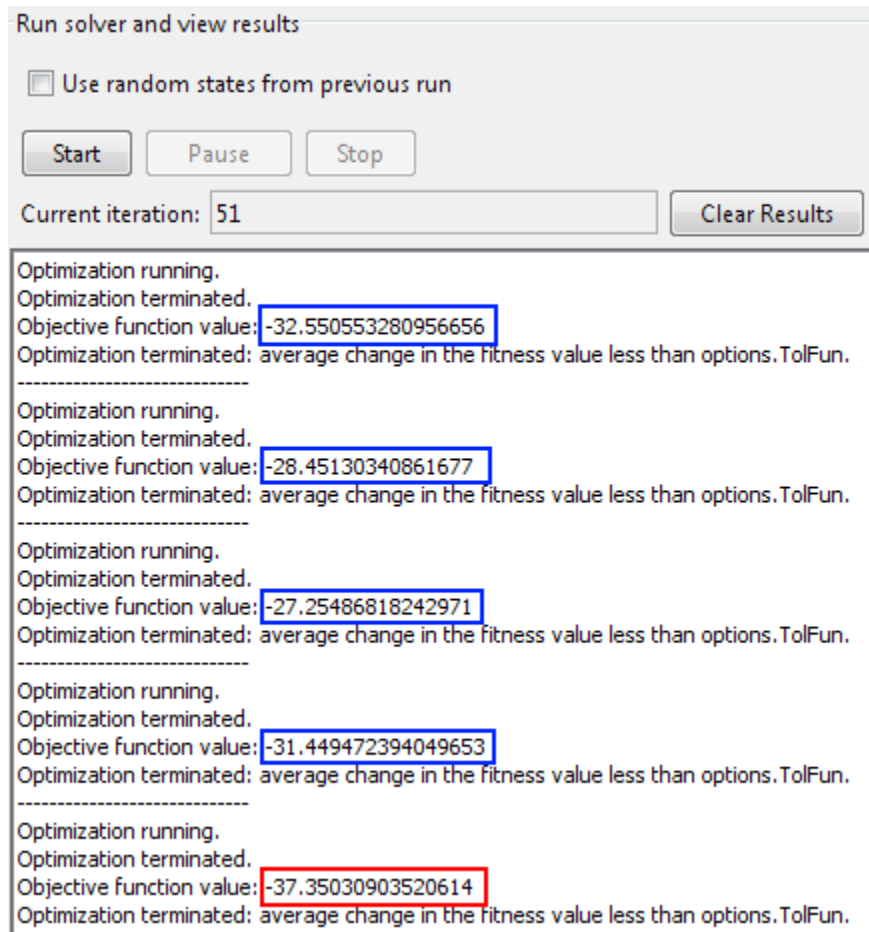 Run solver and view results
Use random states from previous run
Start Pause Stop
Current iteration: 51 Clear Results
Optimization running.
Optimization terminated.
Objective function value: -32.550553280956656
Optimization terminated: average change in the fitness value less than options.TolFun.
-----------------------------
Optimization running.
Optimization terminated.
Objective function value: -28.45130340861677
Optimization terminated: average change in the fitness value less than options.TolFun.
-----------------------------
Optimization running.
Optimization terminated.
Objective function value: -27.25486818242971
Optimization terminated: average change in the fitness value less than options.TolFun.
-----------------------------
Optimization running.
Optimization terminated.
Objective function value: -31.449472394049653
Optimization terminated: average change in the fitness value less than options.TolFun.
-----------------------------
Optimization running.
Optimization terminated.
Objective function value: -37.35030903520614
Optimization terminated: average change in the fitness value less than options.TolFun.